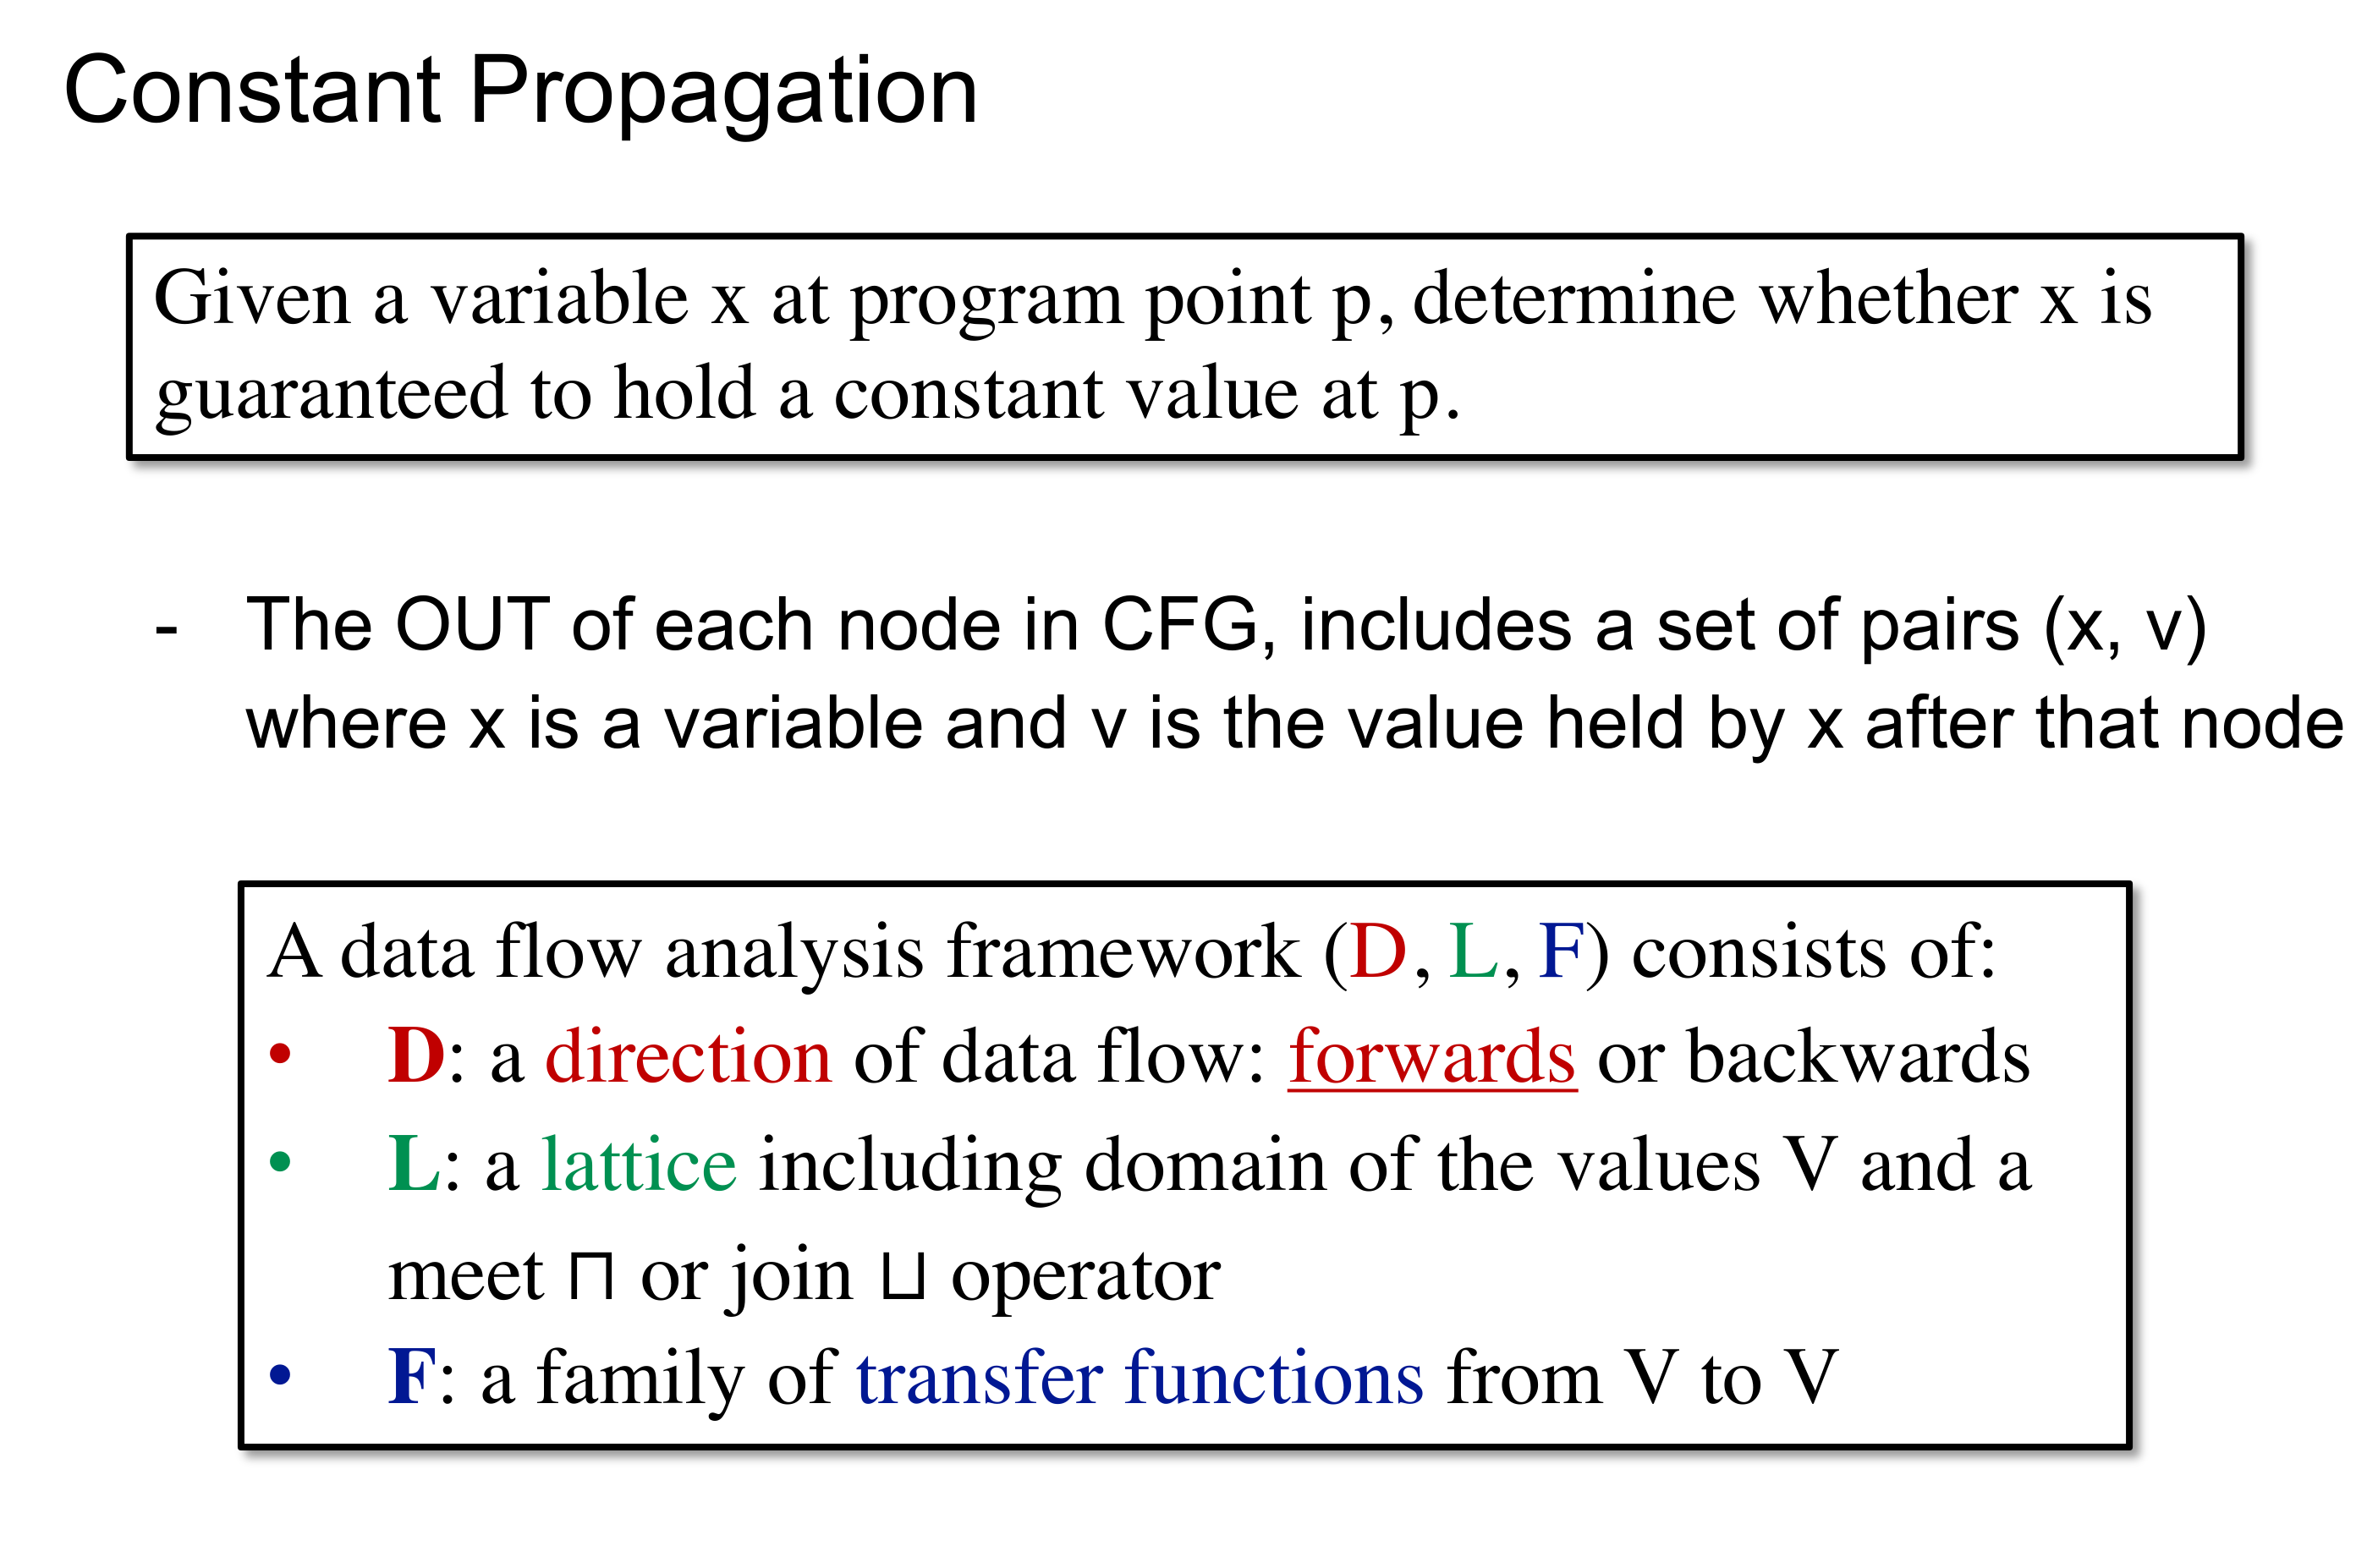 Constant Propagation
Given a variable x at program point p, determine whether x is
guaranteed to hold a constant value at p.
- The OUT of each node in CFG, includes a set of pairs (x, v)
where x is a variable and v is the value held by x after that node
A data flow analysis framework (D, L, F) consists of:
• D: a direction of data flow: forwards or backwards
• L: a lattice including domain of the values V and a
meet ⊓ or join ⊔ operator
• F: a family of transfer functions from V to V